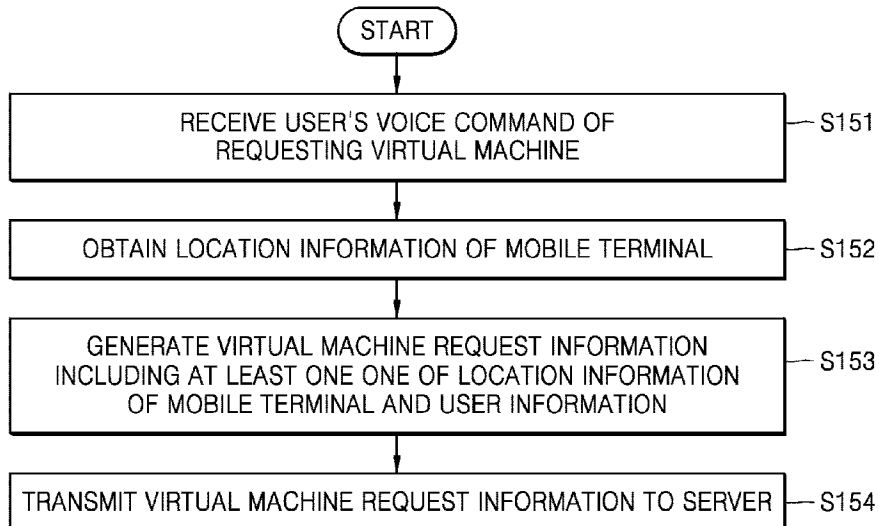 START
RECEIVE USER'S VOICE COMMAND OF
REQUESTING VIRTUAL MACHINE
S151
OBTAIN LOCATION INFORMATION OF MOBILE TERMINAL
S152
GENERATE VIRTUAL MACHINE REQUEST INFORMATION
INCLUDING AT LEAST ONE ONE OF LOCATION INFORMATION
OF MOBILE TERMINAL AND USER INFORMATION
S153
TRANSMIT VIRTUAL MACHINE REQUEST INFORMATION TO SERVER
S154